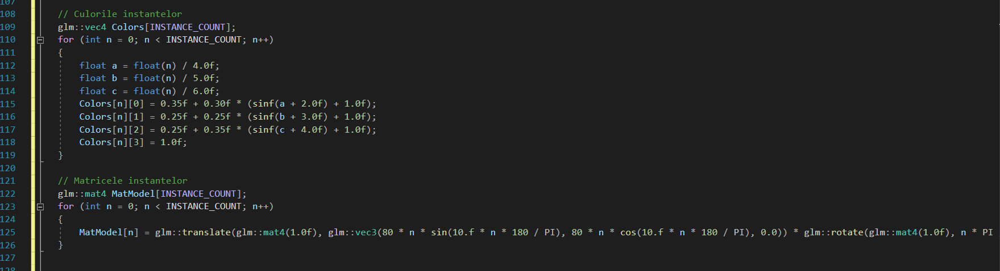 107
108 // Culorile instantelor
109 glm::vec4 Colors[INSTANCE_COUNT];
110 for (int n = 0; n < INSTANCE_COUNT; n++)
111 {
112 float a = float(n) / 4.0f;
113 float b = float(n) / 5.0f;
114 float c = float(n) / 6.0f;
115 Colors[n][0] = 0.35f + 0.30f * (sinf(a + 2.0f) + 1.0f);
116 Colors[n][1] = 0.25f + 0.25f * (sinf(b + 3.0f) + 1.0f);
117 Colors[n][2] = 0.25f + 0.35f * (sinf(c + 4.0f) + 1.0f);
118 Colors[n][3] = 1.0f;
119 }
120
121 // Matricele instantelor
122 glm::mat4 MatModel[INSTANCE_COUNT];
123 for (int n = 0; n < INSTANCE_COUNT; n++)
124 {
125 MatModel[n] = glm::translate(glm::mat4(1.0f), glm::vec3(80 * n * sin(10.f * n * 180 / PI), 80 * n * cos(10.f * n * 180 / PI), 0.0)) * glm::rotate(glm::mat4(1.0f), n * PI
126 }
127
128